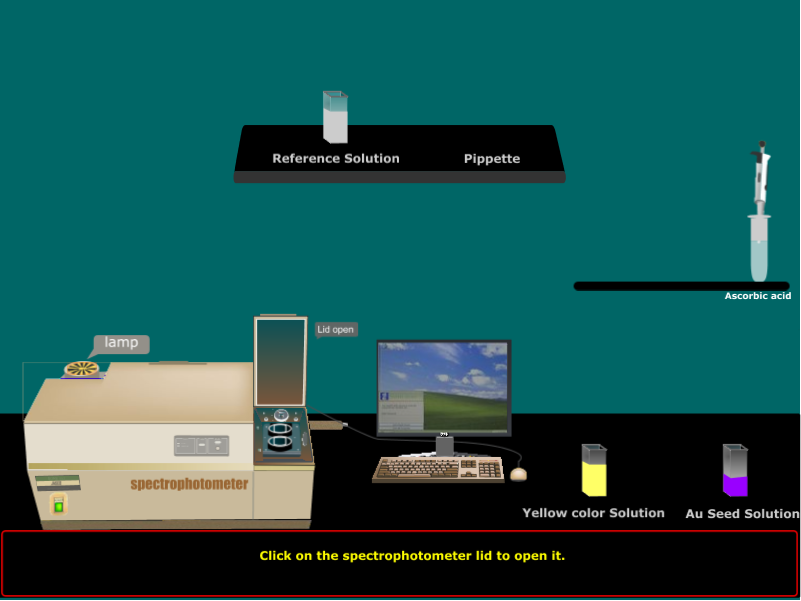 Reference Solution
Pippette
Ascorbic acid
Lid open
lamp
spectrophotometer
Yellow color Solution
Au Seed Solution
Click on the spectrophotometer lid to open it.